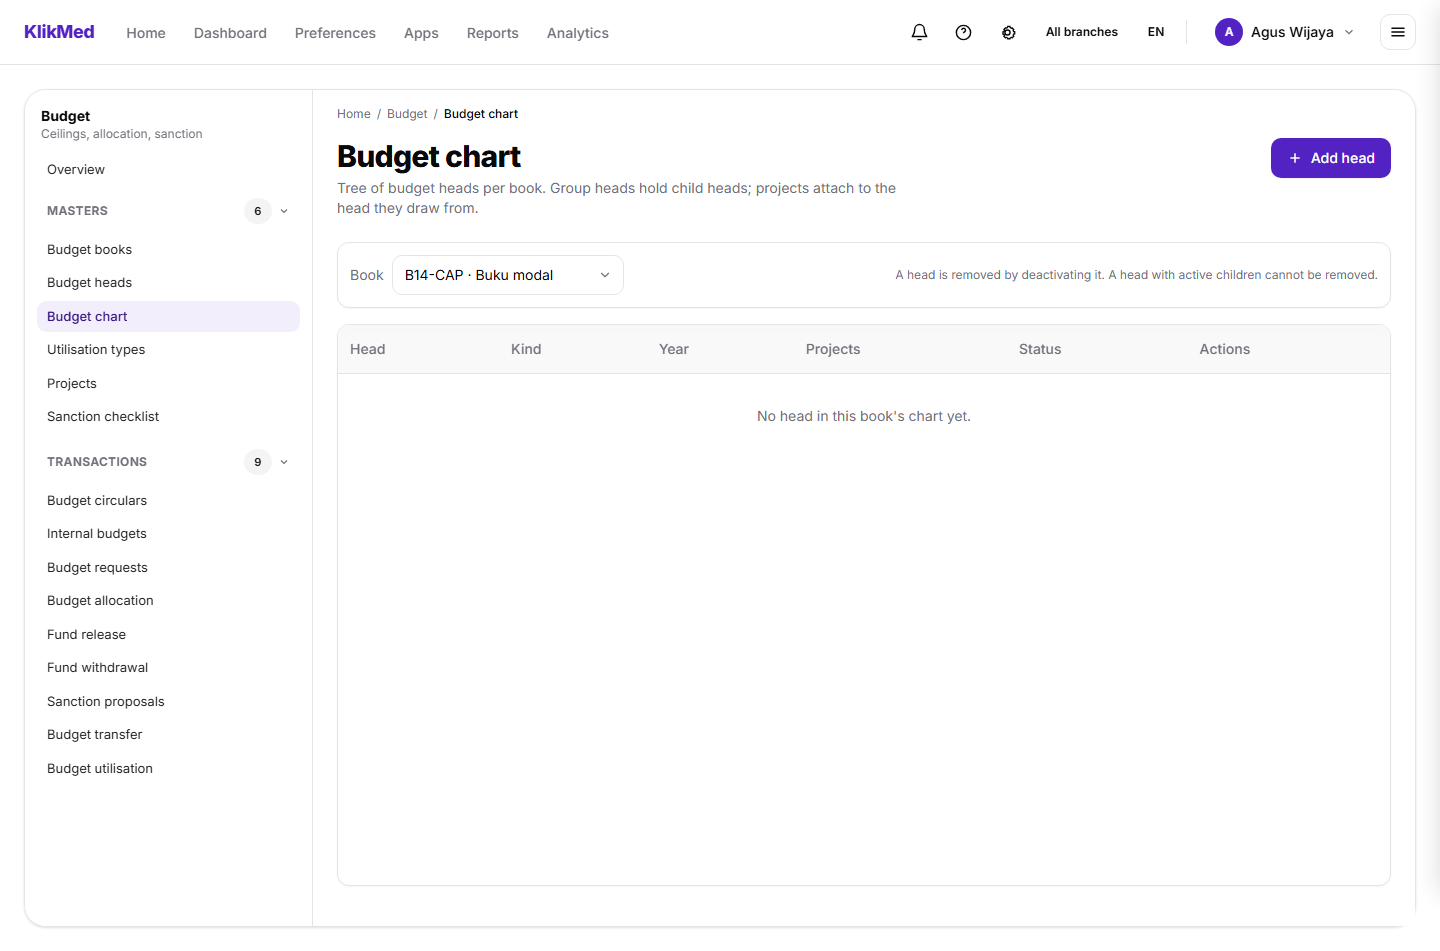 KlikMed
Home
Dashboard
Preferences
Apps
Reports
Analytics
All branches
EN
A
Agus Wijaya
Budget
Ceilings, allocation, sanction
Overview
MASTERS
6
Budget books
Budget heads
Budget chart
Utilisation types
Projects
Sanction checklist
TRANSACTIONS
9
Budget circulars
Internal budgets
Budget requests
Budget allocation
Fund release
Fund withdrawal
Sanction proposals
Budget transfer
Budget utilisation
Home / Budget / Budget chart
Budget chart
Tree of budget heads per book. Group heads hold child heads; projects attach to the
head they draw from.
+ Add head
Book
B14-CAP · Buku modal
A head is removed by deactivating it. A head with active children cannot be removed.
Head
Kind
Year
Projects
Status
Actions
No head in this book's chart yet.